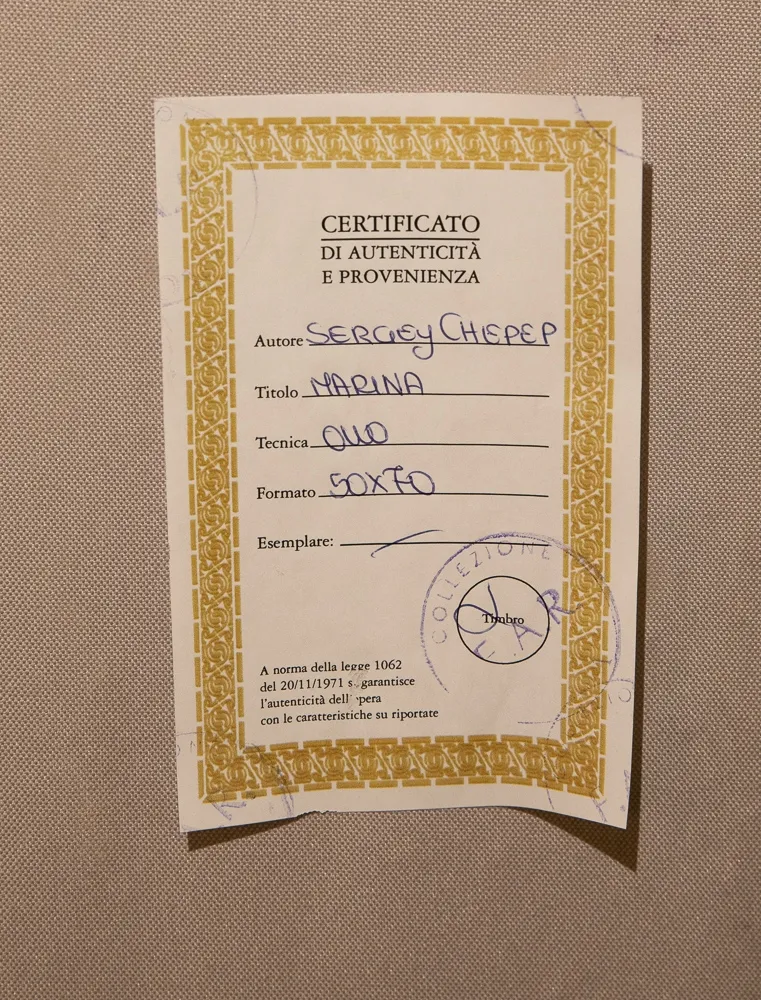 CERTIFICATO
DI AUTENTICITÀ
E PROVENIENZA
Autore SERGEY CHEPEP
Titolo MARINA
Tecnica OLIO
Formato 50x70
Esemplare:
COLLEZIONE
Timbro
A norma della legge 1062
del 20/11/1971 si garantisce
l'autenticità dell'opera
con le caratteristiche su riportate